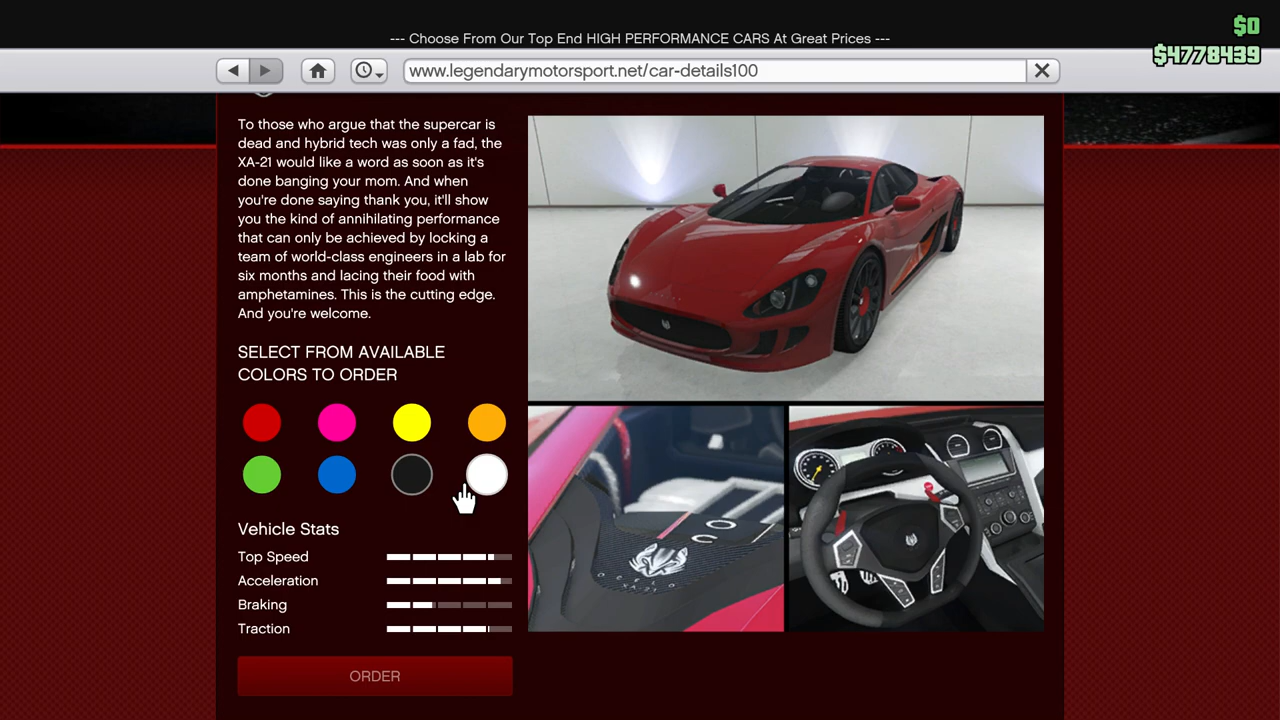 --- Choose From Our Top End HIGH PERFORMANCE CARS At Great Prices ---
$0
$4778439
www.legendarymotorsport.net/car-details100
To those who argue that the supercar is
dead and hybrid tech was only a fad, the
XA-21 would like a word as soon as it's
done banging your mom. And when
you're done saying thank you, it'll show
you the kind of annihilating performance
that can only be achieved by locking a
team of world-class engineers in a lab for
six months and lacing their food with
amphetamines. This is the cutting edge.
And you're welcome.
SELECT FROM AVAILABLE
COLORS TO ORDER
Vehicle Stats
Top Speed
Acceleration
Braking
Traction
ORDER
O C
OCELOT
XA-21